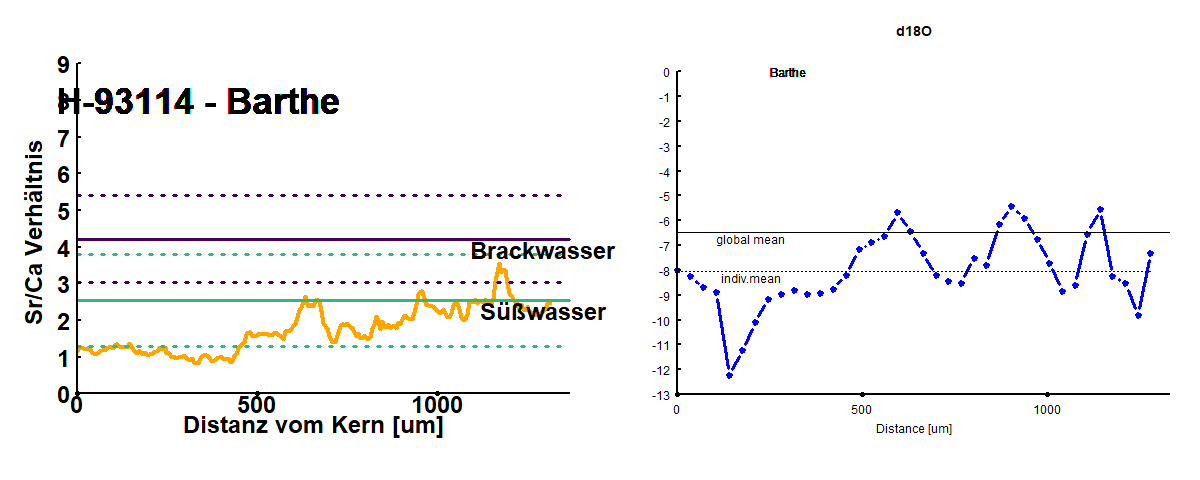 9
8
7
6
5
4
3
2
1
0
H-93114 - Barthe
Sr/Ca Verhältnis
Brackwasser
Süßwasser
0 500 1000
Distanz vom Kern [um]
d18O
Barthe
0
-1
-2
-3
-4
-5
-6
-7
-8
-9
-10
-11
-12
-13
global mean
indiv.mean
0 500 1000
Distance [um]